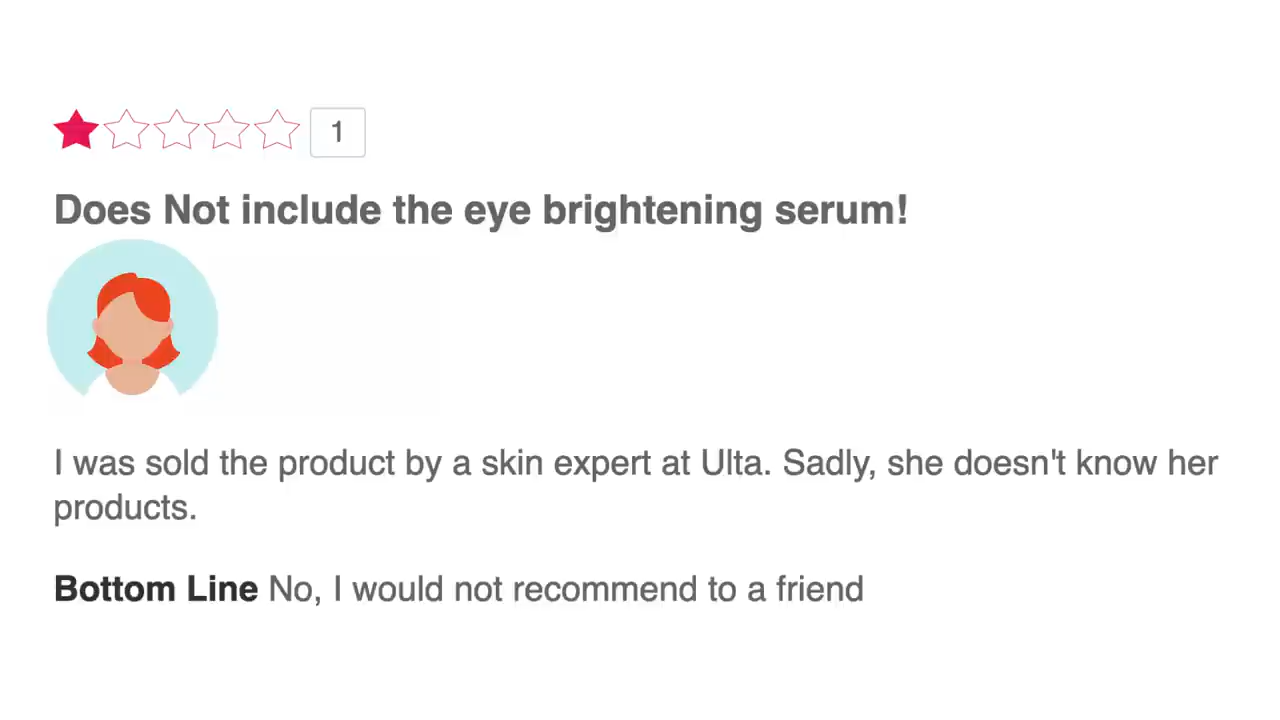 1
Does Not include the eye brightening serum!
I was sold the product by a skin expert at Ulta. Sadly, she doesn't know her
products.
Bottom Line No, I would not recommend to a friend